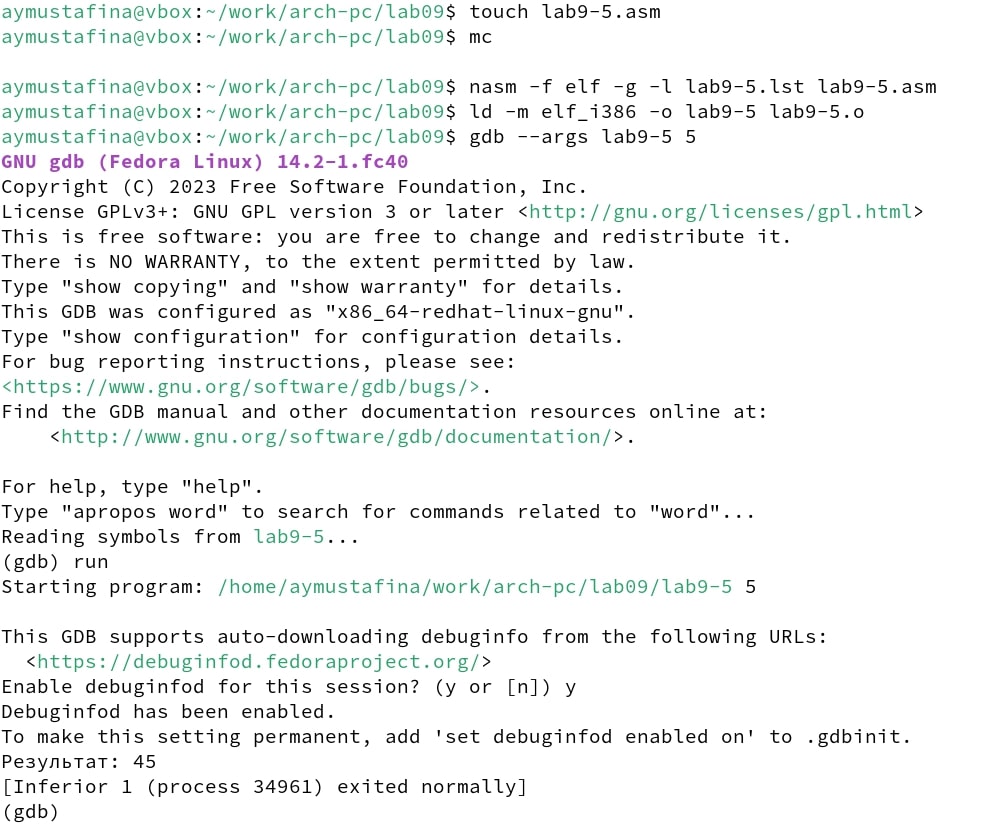 aymustafina@vbox:~/work/arch-pc/lab09$ touch lab9-5.asm
aymustafina@vbox:~/work/arch-pc/lab09$ mc
aymustafina@vbox:~/work/arch-pc/lab09$ nasm -f elf -g -l lab9-5.lst lab9-5.asm
aymustafina@vbox:~/work/arch-pc/lab09$ ld -m elf_i386 -o lab9-5 lab9-5.o
aymustafina@vbox:~/work/arch-pc/lab09$ gdb --args lab9-5 5
GNU gdb (Fedora Linux) 14.2-1.fc40
Copyright (C) 2023 Free Software Foundation, Inc.
License GPLv3+: GNU GPL version 3 or later <http://gnu.org/licenses/gpl.html>
This is free software: you are free to change and redistribute it.
There is NO WARRANTY, to the extent permitted by law.
Type "show copying" and "show warranty" for details.
This GDB was configured as "x86_64-redhat-linux-gnu".
Type "show configuration" for configuration details.
For bug reporting instructions, please see:
<https://www.gnu.org/software/gdb/bugs/>.
Find the GDB manual and other documentation resources online at:
    <http://www.gnu.org/software/gdb/documentation/>.
For help, type "help".
Type "apropos word" to search for commands related to "word"...
Reading symbols from lab9-5...
(gdb) run
Starting program: /home/aymustafina/work/arch-pc/lab09/lab9-5 5
This GDB supports auto-downloading debuginfo from the following URLs:
  <https://debuginfod.fedoraproject.org/>
Enable debuginfod for this session? (y or [n]) y
Debuginfod has been enabled.
To make this setting permanent, add 'set debuginfod enabled on' to .gdbinit.
Результат: 45
[Inferior 1 (process 34961) exited normally]
(gdb)